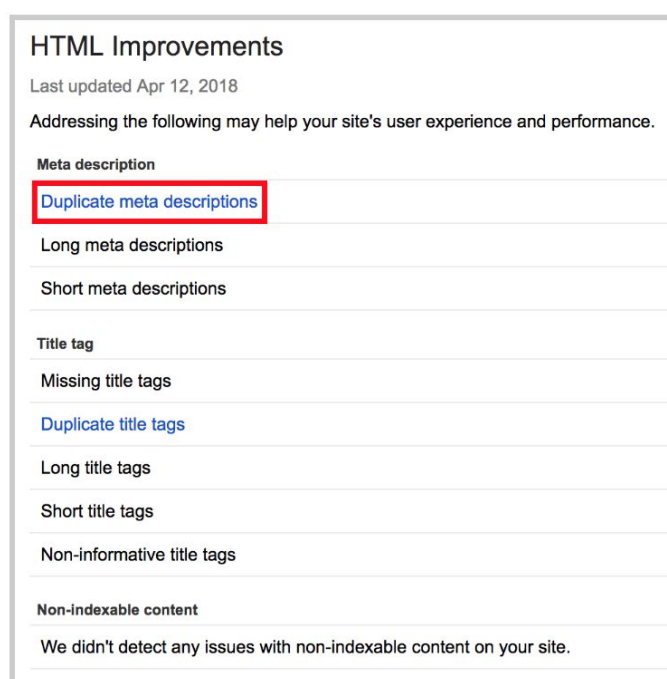 HTML Improvements
Last updated Apr 12, 2018
Addressing the following may help your site's user experience and performance.
Meta description
Duplicate meta descriptions
Long meta descriptions
Short meta descriptions
Title tag
Missing title tags
Duplicate title tags
Long title tags
Short title tags
Non-informative title tags
Non-indexable content
We didn't detect any issues with non-indexable content on your site.